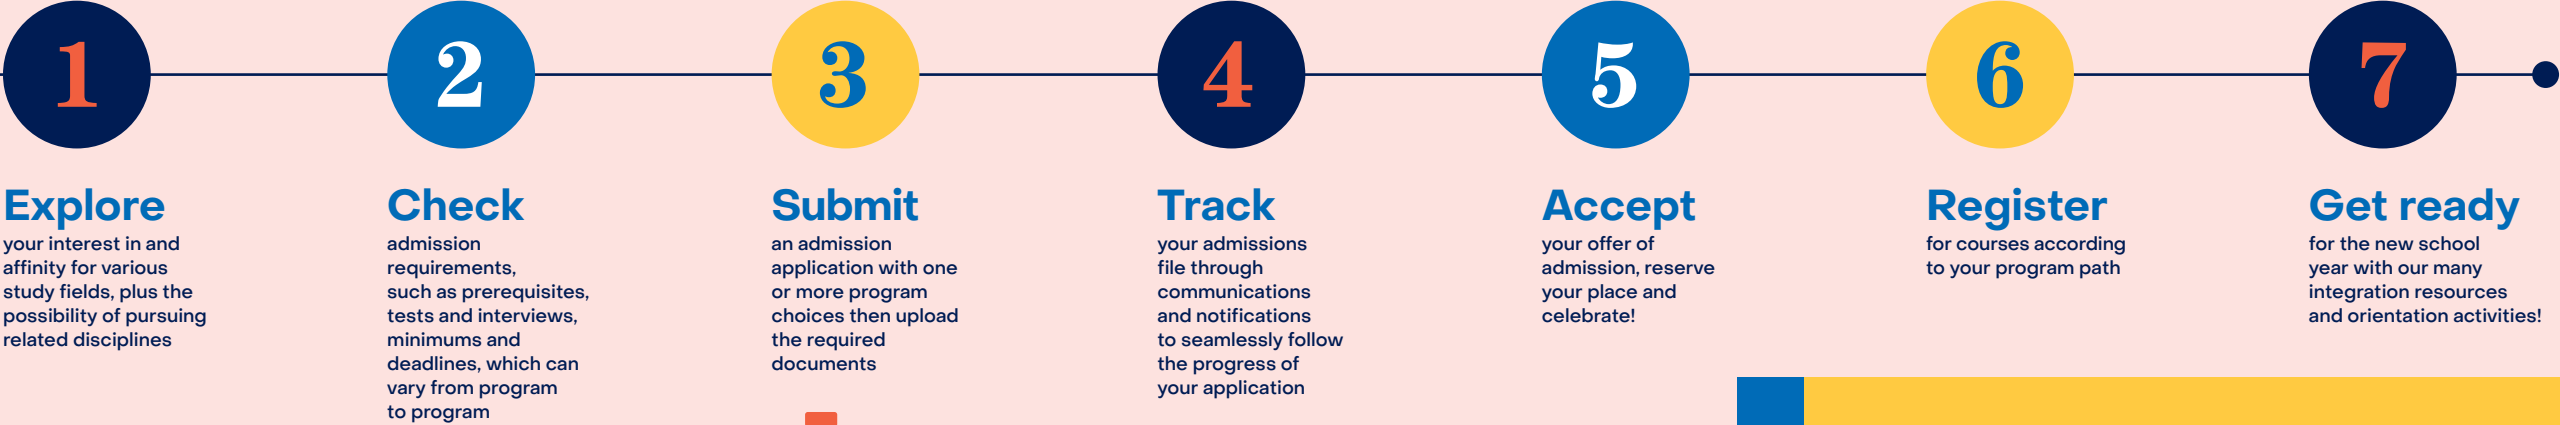 1
Explore
your interest in and
affinity for various
study fields, plus the
possibility of pursuing
related disciplines
2
Check
admission
requirements,
such as prerequisites,
tests and interviews,
minimums and
deadlines, which can
vary from program
to program
3
Submit
an admission
application with one
or more program
choices then upload
the required
documents
4
Track
your admissions
file through
communications
and notifications
to seamlessly follow
the progress of
your application
5
Accept
your offer of
admission, reserve
your place and
celebrate!
6
Register
for courses according
to your program path
7
Get ready
for the new school
year with our many
integration resources
and orientation activities!